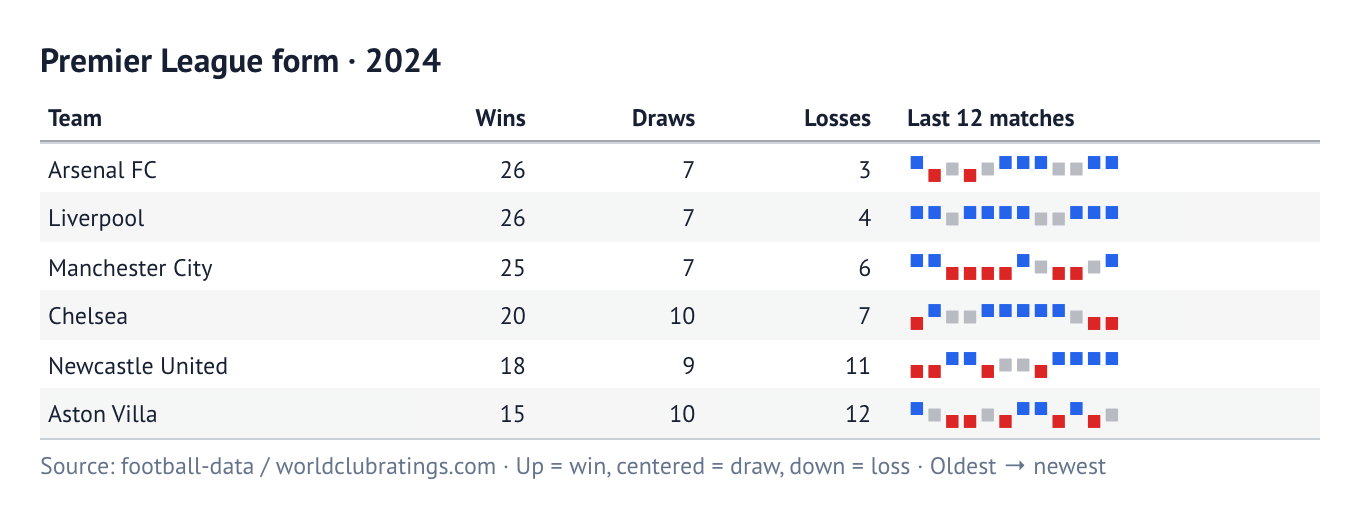 Premier League form · 2024
Team Wins Draws Losses Last 12 matches
Arsenal FC 26 7 3
Liverpool 26 7 4
Manchester City 25 7 6
Chelsea 20 10 7
Newcastle United 18 9 11
Aston Villa 15 10 12
Source: football-data / worldclubratings.com · Up = win, centered = draw, down = loss · Oldest → newest